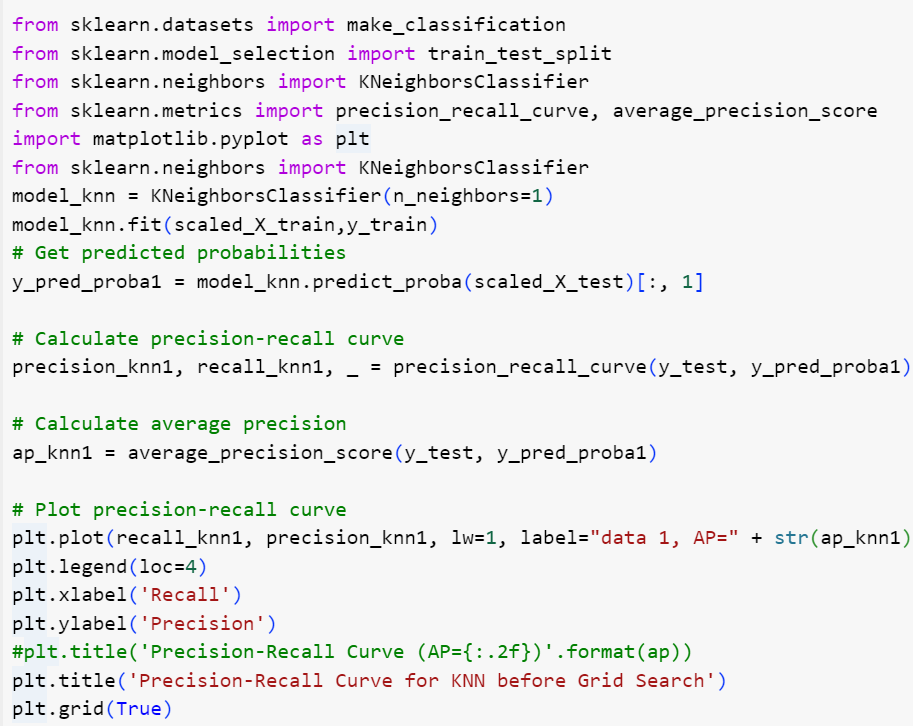 from sklearn.datasets import make_classification
from sklearn.model_selection import train_test_split
from sklearn.neighbors import KNeighborsClassifier
from sklearn.metrics import precision_recall_curve, average_precision_score
import matplotlib.pyplot as plt
from sklearn.neighbors import KNeighborsClassifier
model_knn = KNeighborsClassifier(n_neighbors=1)
model_knn.fit(scaled_X_train,y_train)
# Get predicted probabilities
y_pred_proba1 = model_knn.predict_proba(scaled_X_test)[:, 1]

# Calculate precision-recall curve
precision_knn1, recall_knn1, _ = precision_recall_curve(y_test, y_pred_proba1)

# Calculate average precision
ap_knn1 = average_precision_score(y_test, y_pred_proba1)

# Plot precision-recall curve
plt.plot(recall_knn1, precision_knn1, lw=1, label="data 1, AP=" + str(ap_knn1)
plt.legend(loc=4)
plt.xlabel('Recall')
plt.ylabel('Precision')
#plt.title('Precision-Recall Curve (AP={:.2f})'.format(ap))
plt.title('Precision-Recall Curve for KNN before Grid Search')
plt.grid(True)